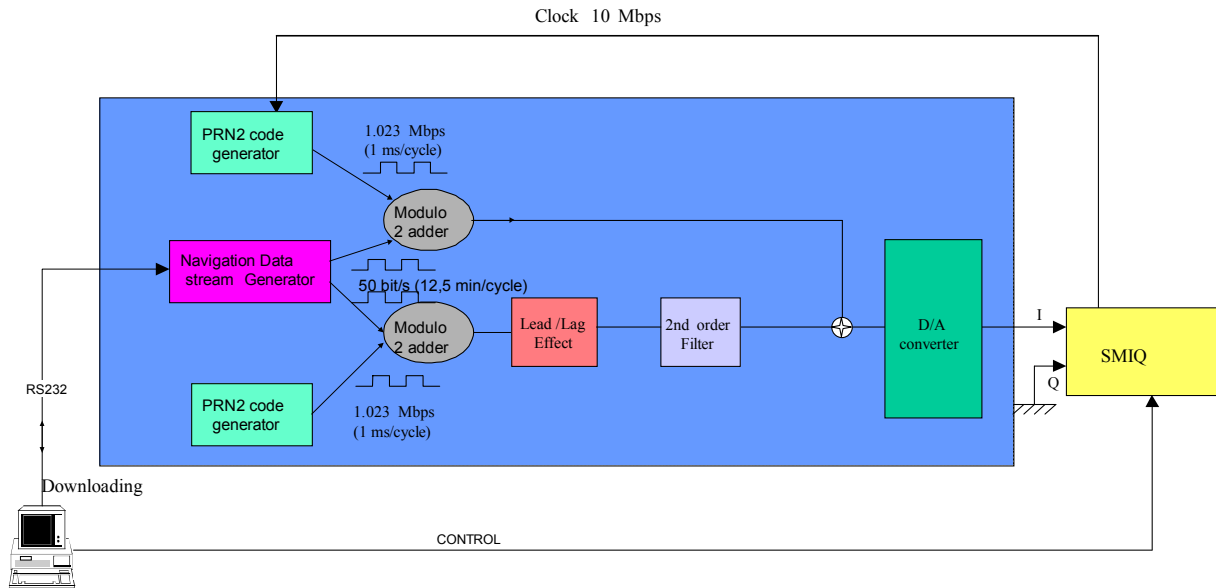 Clock 10 Mbps
PRN2 code
generator
1.023 Mbps
(1 ms/cycle)
Modulo
2 adder
Navigation Data
stream Generator
50 bit/s (12,5 min/cycle)
Modulo
2 adder
Lead /Lag
Effect
2nd order
Filter
D/A
converter
I
Q
SMIQ
RS232
PRN2 code
generator
1.023 Mbps
(1 ms/cycle)
Downloading
CONTROL